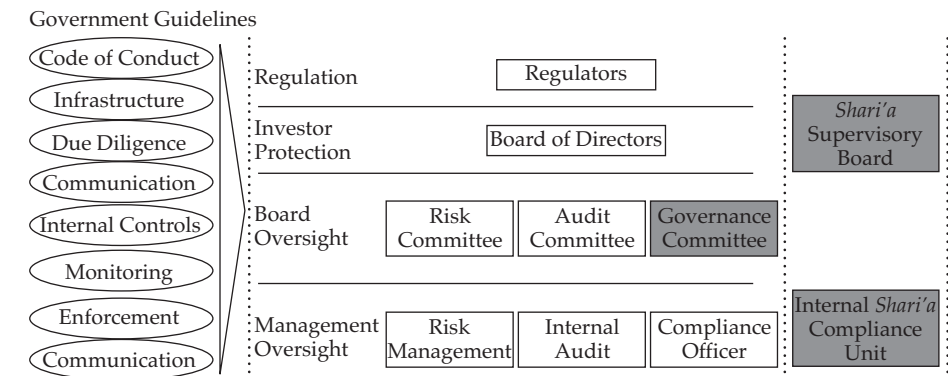 Government Guidelines
Code of Conduct
Infrastructure
Due Diligence
Communication
Internal Controls
Monitoring
Enforcement
Communication
Regulation
Regulators
Investor
Protection
Board of Directors
Board
Oversight
Risk
Committee
Audit
Committee
Governance
Committee
Management
Oversight
Risk
Management
Internal
Audit
Compliance
Officer
Shari'a
Supervisory
Board
Internal Shari'a
Compliance
Unit